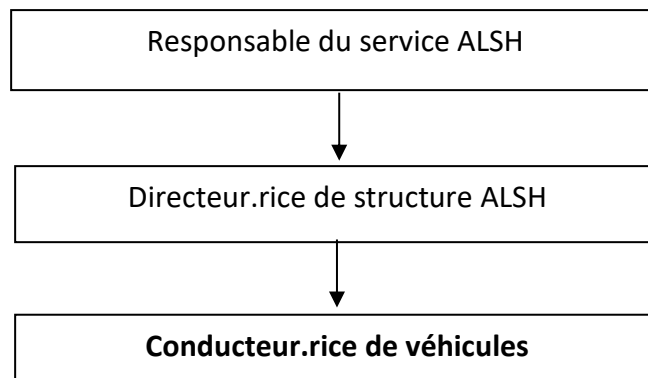 Responsable du service ALSH
Directeur.rice de structure ALSH
Conducteur.rice de véhicules